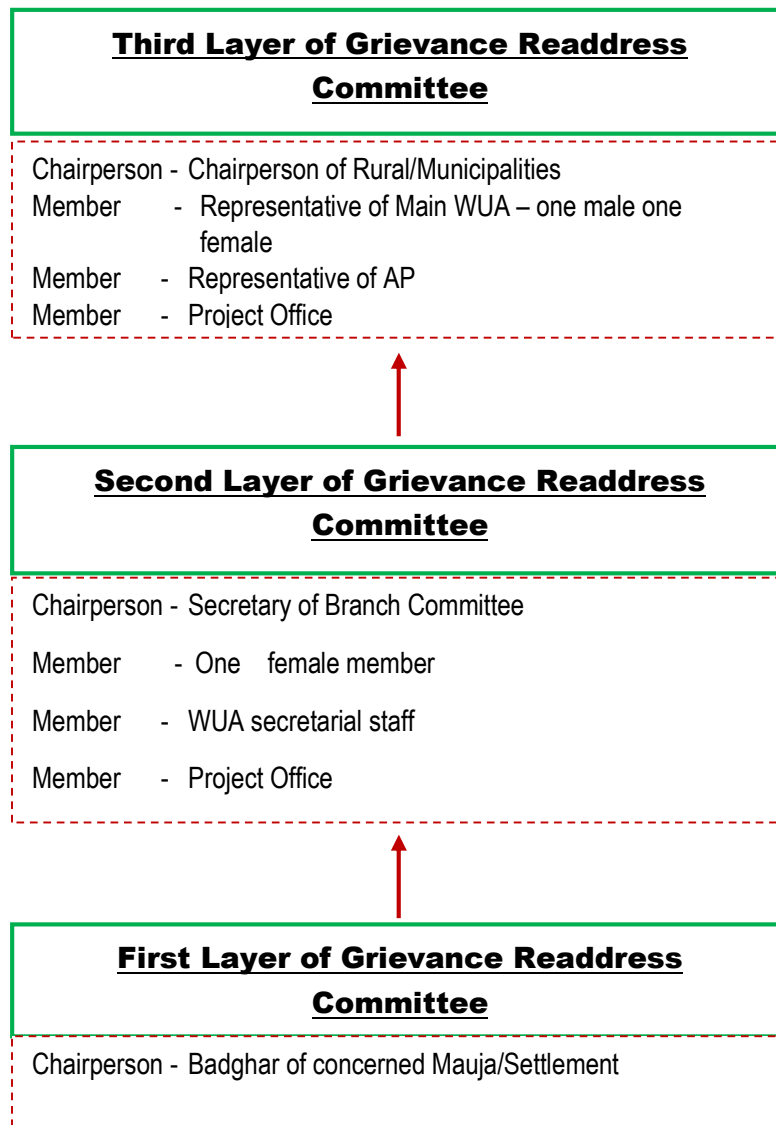 Third Layer of Grievance Readdress
Committee
Chairperson - Chairperson of Rural/Municipalities
Member - Representative of Main WUA – one male one
female
Member - Representative of AP
Member - Project Office
Second Layer of Grievance Readdress
Committee
Chairperson - Secretary of Branch Committee
Member - One female member
Member - WUA secretarial staff
Member - Project Office
First Layer of Grievance Readdress
Committee
Chairperson - Badghar of concerned Mauja/Settlement